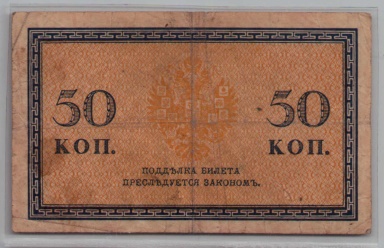 50 50
КОП. КОП.
ПОДДѢЛКА БИЛЕТА
ПРЕСЛѢДУЕТСЯ ЗАКОНОМЪ.